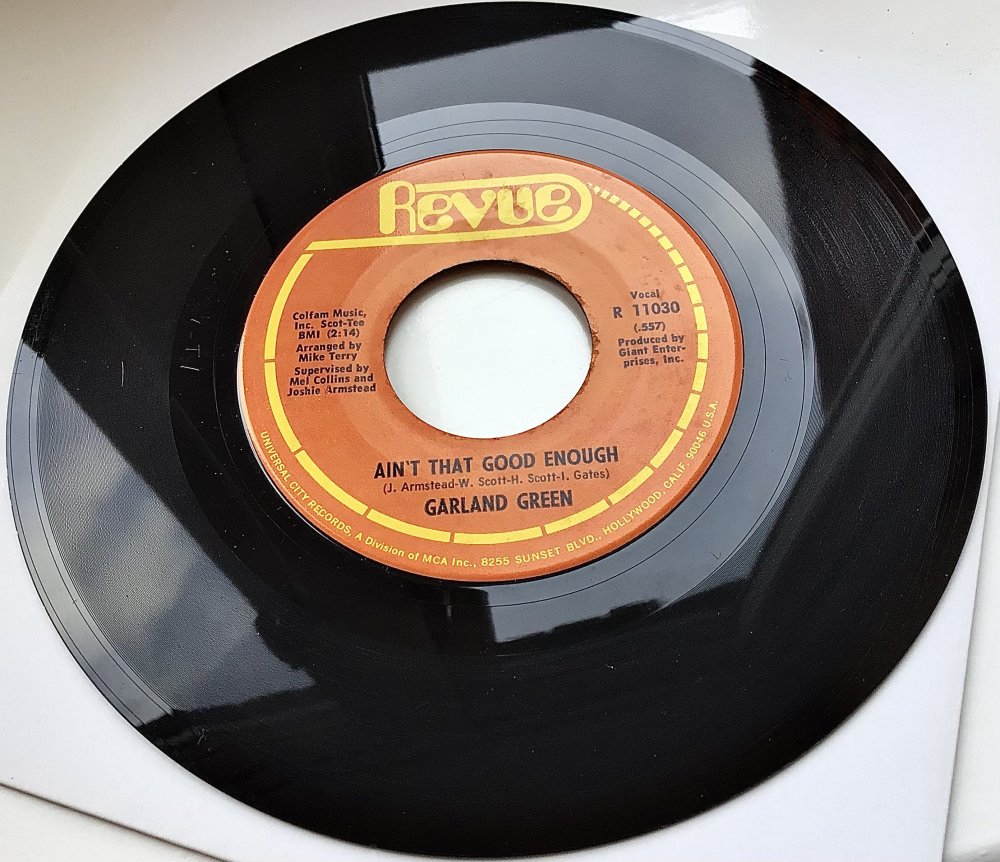 Revue
Colfam Music,
Inc. Scot-Tee
BMI (2:14)
Arranged by
Mike Terry
Supervised by
Mel Collins and
Joshie Armstead
Vocal
R 11030
(.557)
Produced by
Giant Enter-
prises, Inc.
AIN'T THAT GOOD ENOUGH
(J. Armstead-W. Scott-H. Scott-I. Gates)
GARLAND GREEN
UNIVERSAL CITY RECORDS, A Division of MCA Inc., 8255 SUNSET BLVD., HOLLYWOOD, CALIF. 90046 U.S.A.